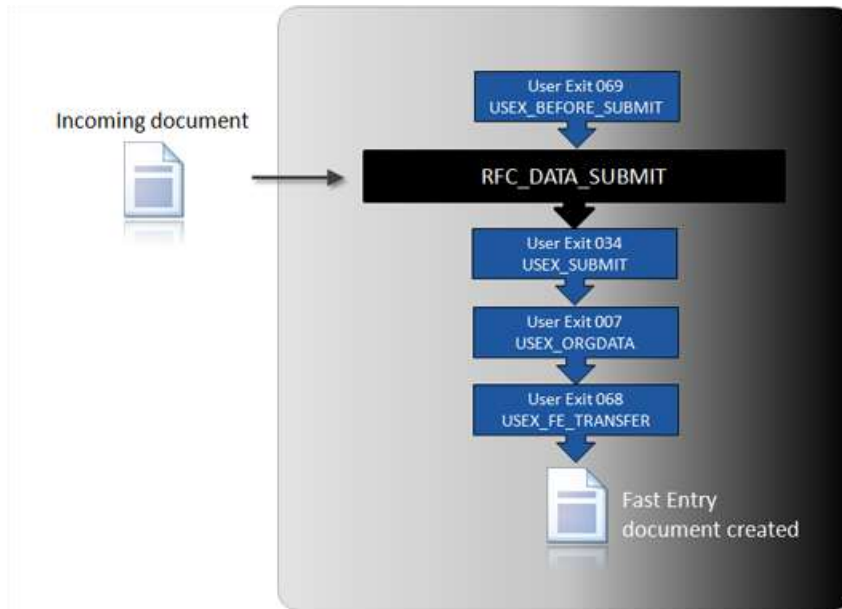 User Exit 069
USEX_BEFORE_SUBMIT
Incoming document
RFC_DATA_SUBMIT
User Exit 034
USEX_SUBMIT
User Exit 007
USEX_ORGDATA
User Exit 068
USEX_FE_TRANSFER
Fast Entry
document created